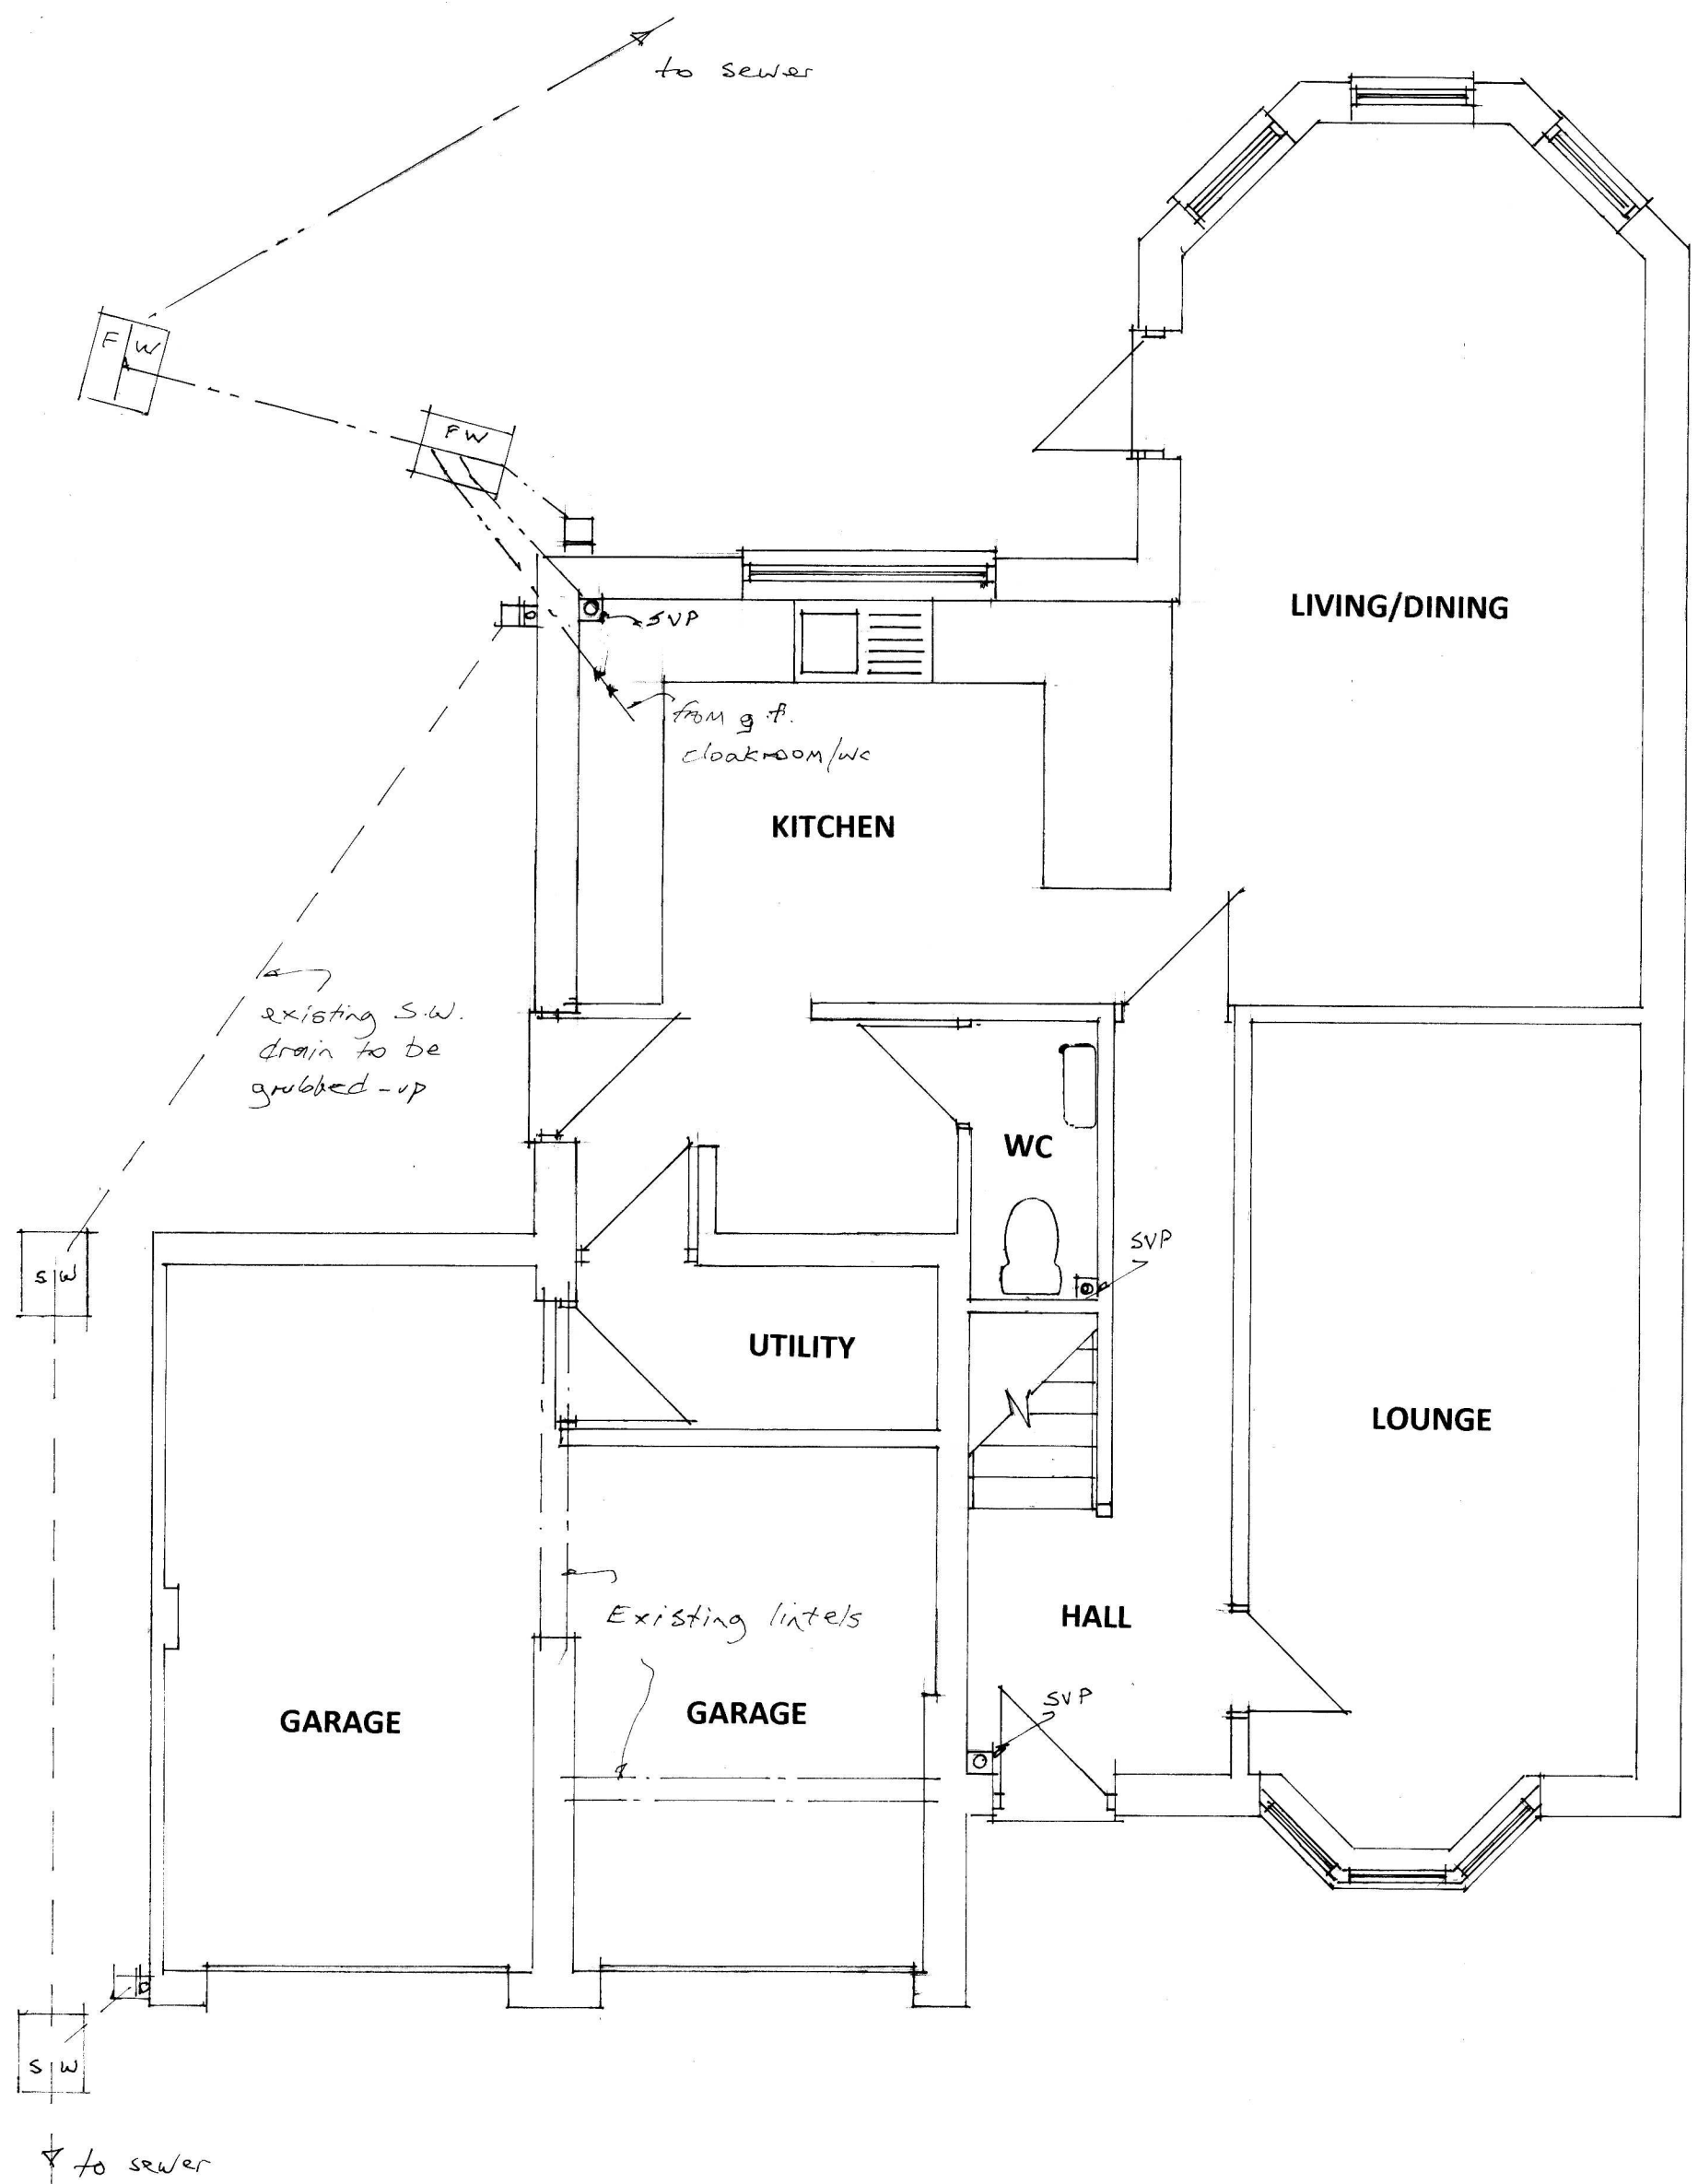 to sewer
F W
FW
SVP
LIVING/DINING
from g.f.
cloakroom/wc
KITCHEN
existing S.W.
drain to be
grubbed-up
WC
SVP
S W
UTILITY
LOUNGE
Existing lintels
HALL
SVP
GARAGE
GARAGE
S W
to sewer